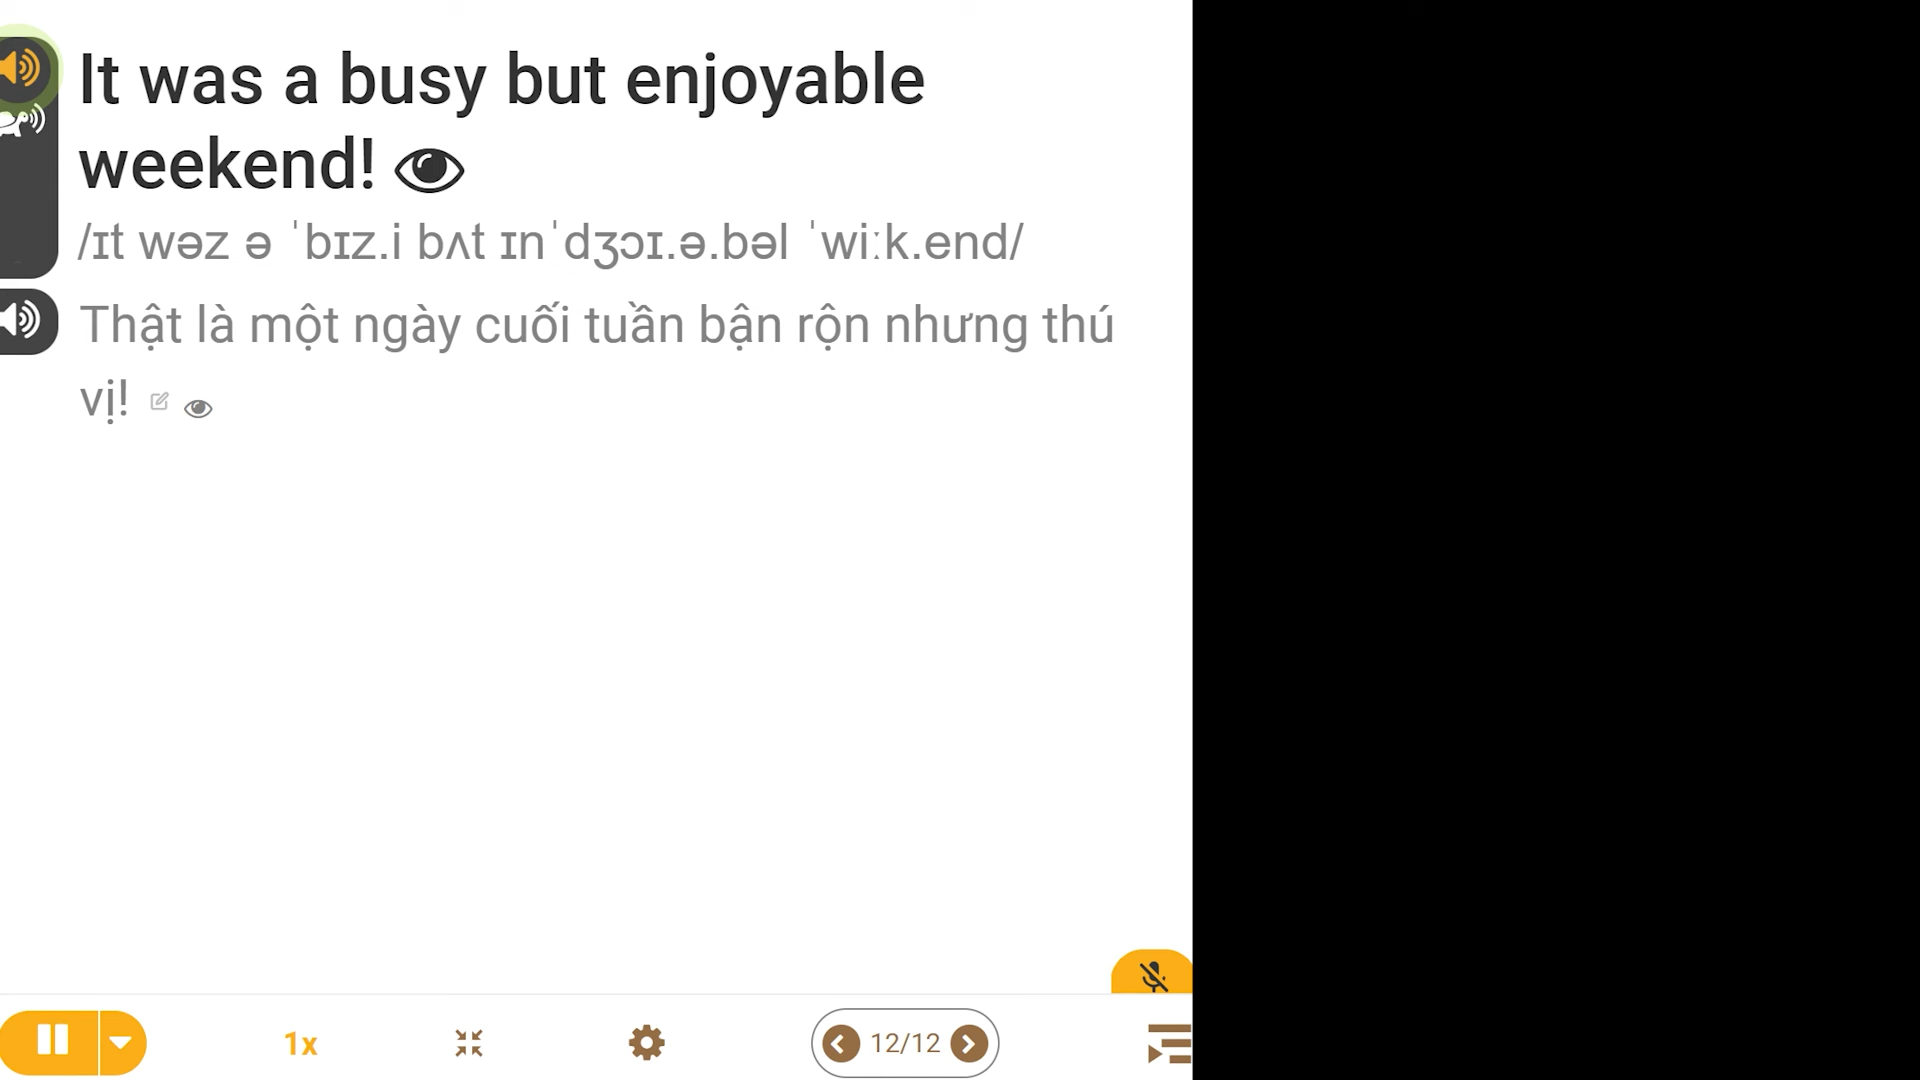 It was a busy but enjoyable
weekend!
/ɪt wəz ə ˈbɪz.i bʌt ɪnˈdʒɔɪ.ə.bəl ˈwiːk.end/
Thật là một ngày cuối tuần bận rộn nhưng thú
vị!
1x
12/12